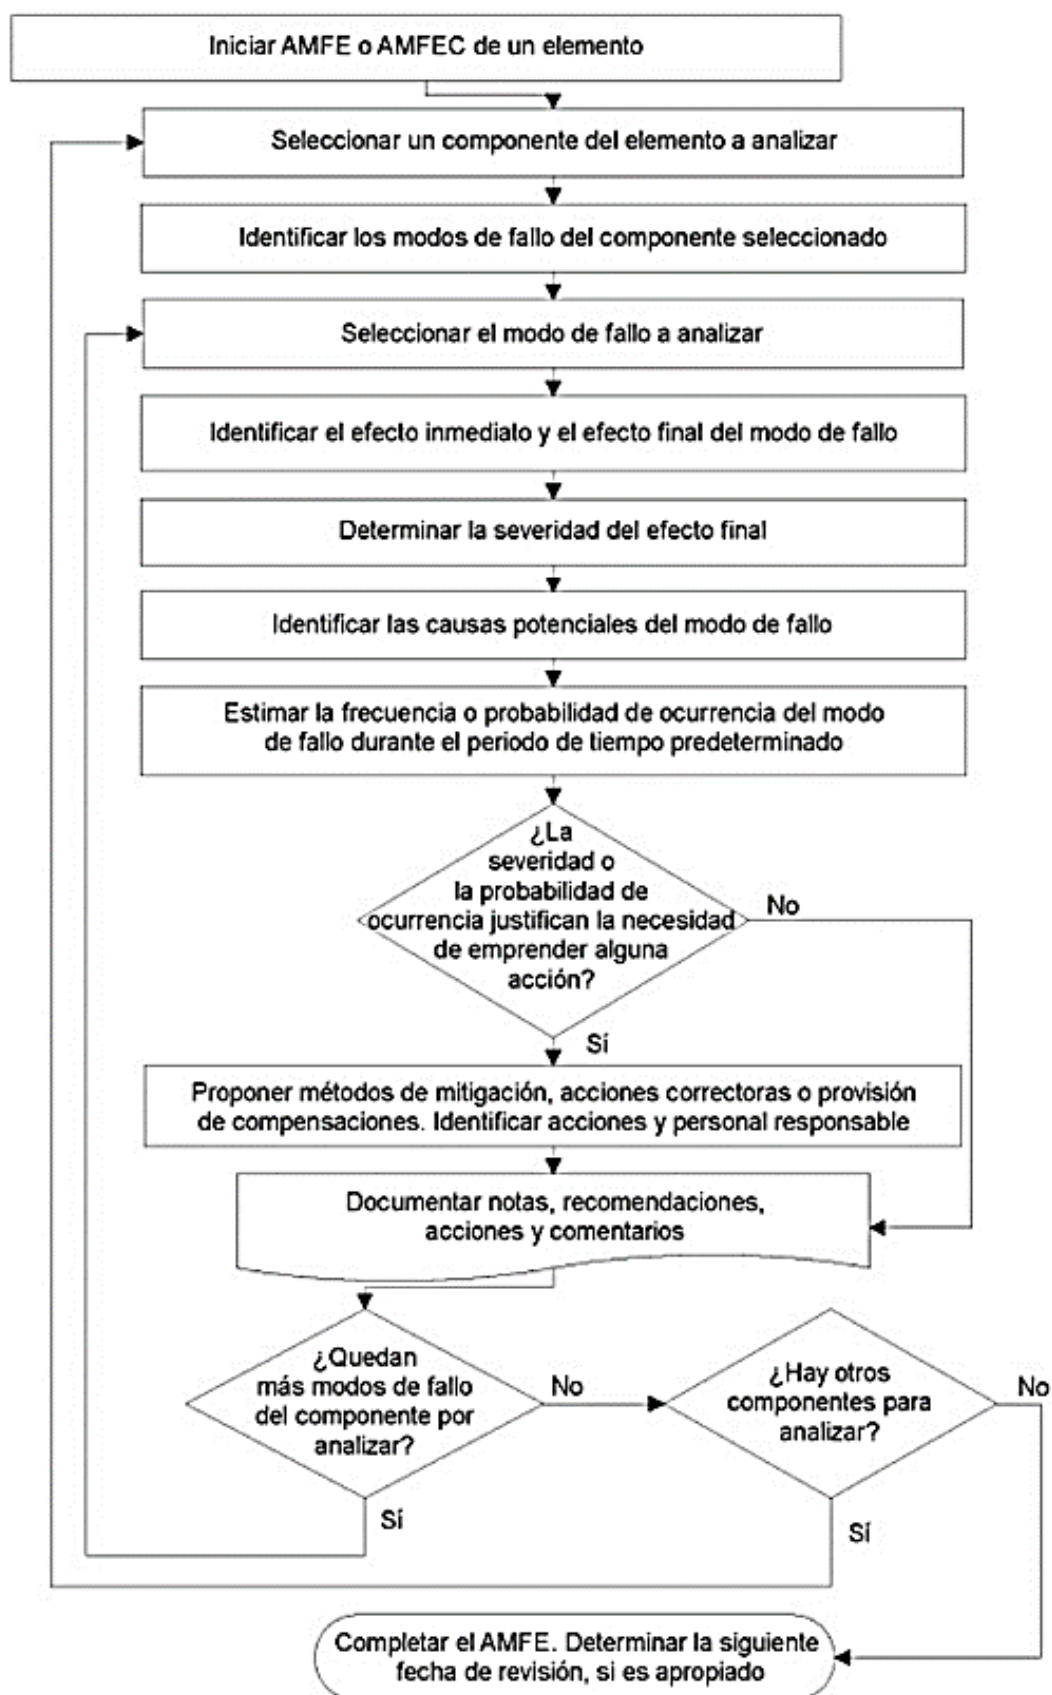 Iniciar AMFE o AMFEC de un elemento
Seleccionar un componente del elemento a analizar
Identificar los modos de fallo del componente seleccionado
Seleccionar el modo de fallo a analizar
Identificar el efecto inmediato y el efecto final del modo de fallo
Determinar la severidad del efecto final
Identificar las causas potenciales del modo de fallo
Estimar la frecuencia o probabilidad de ocurrencia del modo
de fallo durante el periodo de tiempo predeterminado
¿La
severidad o
la probabilidad de
ocurrencia justifican la necesidad
de emprender alguna
acción?
No
Sí
Proponer métodos de mitigación, acciones correctoras o provisión
de compensaciones. Identificar acciones y personal responsable
Documentar notas, recomendaciones,
acciones y comentarios
¿Quedan
más modos de fallo
del componente por
analizar?
No
Sí
¿Hay otros
componentes para
analizar?
No
Sí
Completar el AMFE. Determinar la siguiente
fecha de revisión, si es apropiado